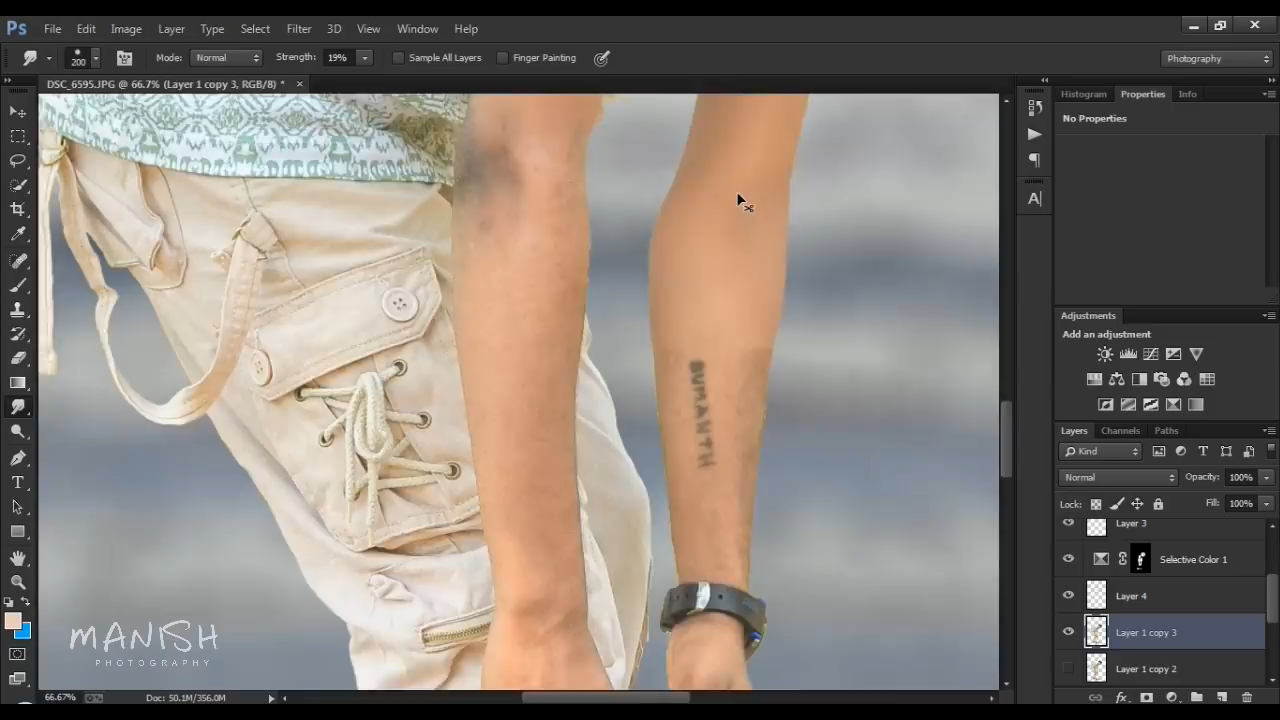 Ps File Edit Image Layer Type Select Filter 3D View Window Help
200 Mode: Normal Strength: 19% Sample All Layers Finger Painting Photography
DSC_6595.JPG @ 66.7% (Layer 1 copy 3, RGB/8) * ×
Histogram Properties Info
No Properties
A|
Adjustments
Add an adjustment
Layers Channels Paths
Kind
Normal Opacity: 100%
Lock: Fill: 100%
Layer 3
Selective Color 1
Layer 4
Layer 1 copy 3
Layer 1 copy 2
MANISH
PHOTOGRAPHY
66.67% Doc: 50.1M/356.0M